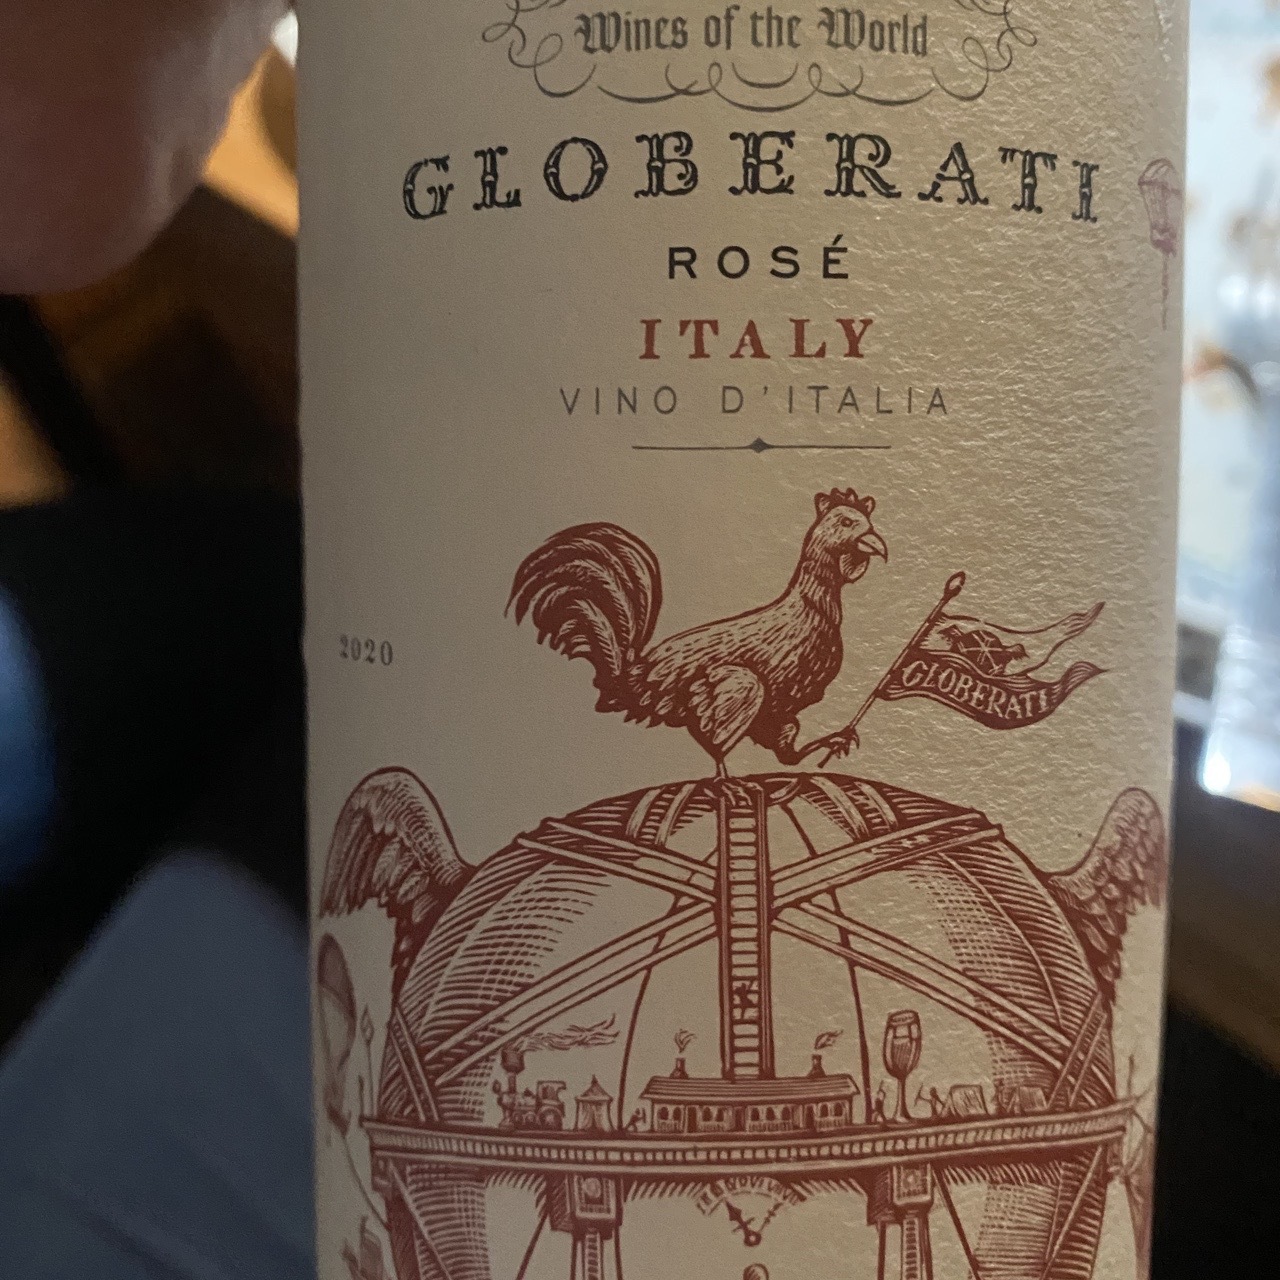 Wines of the World
GLOBERATI
ROSÉ
ITALY
VINO D'ITALIA
2020
GLOBERATI